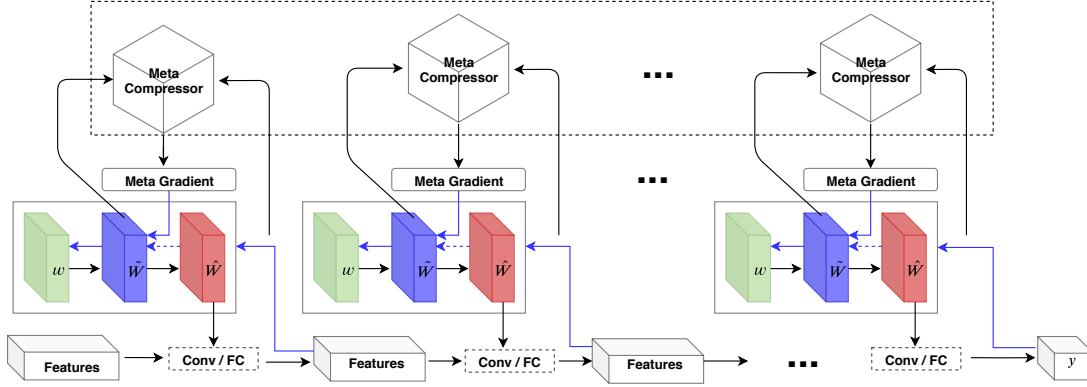 Meta
Compressor
Meta
Compressor
...
Meta
Compressor
Meta Gradient
Meta Gradient
...
Meta Gradient
w
W̃
Ŵ
w
W̃
Ŵ
w
W̃
Ŵ
Features
Conv / FC
Features
Conv / FC
Features
...
Conv / FC
y